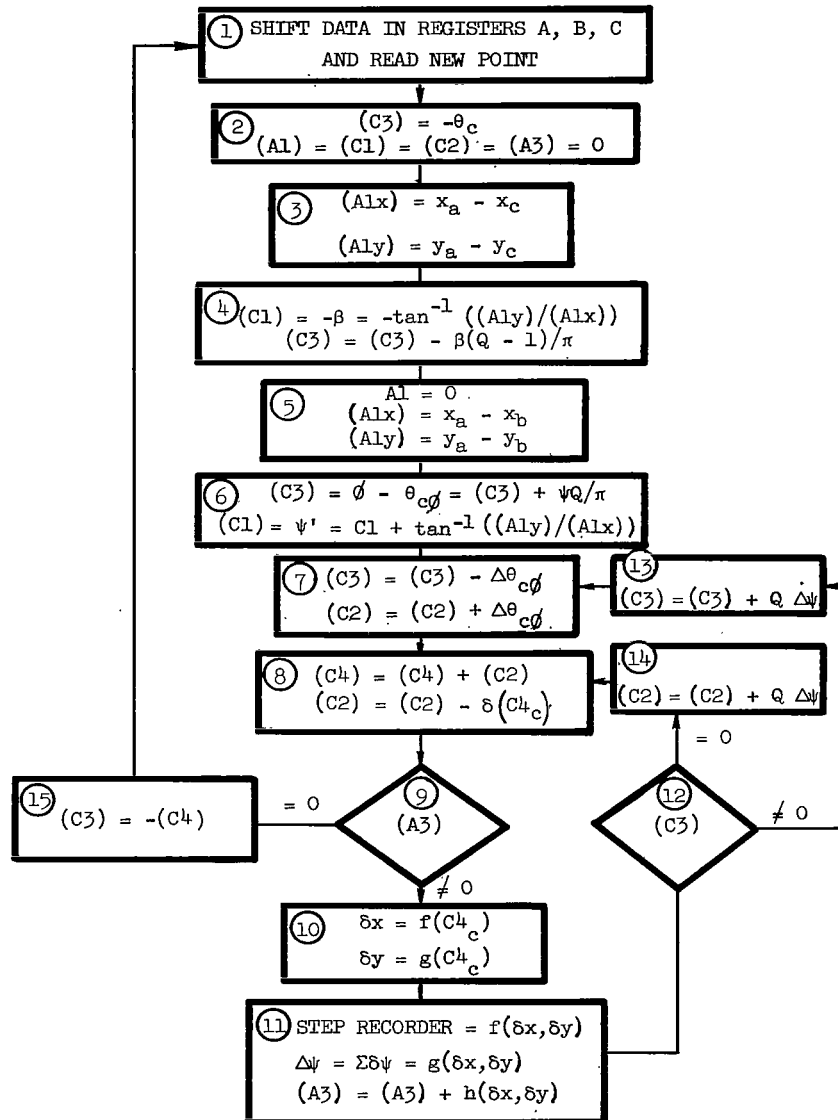 1 SHIFT DATA IN REGISTERS A, B, C
AND READ NEW POINT
2 (C3) = -θc
(A1) = (C1) = (C2) = (A3) = 0
3 (A1x) = xa - xc
(A1y) = ya - yc
4 (C1) = -β = -tan-1 ((A1y)/(A1x))
(C3) = (C3) - β(Q - 1)/π
5 A1 = 0
(A1x) = xa - xb
(A1y) = ya - yb
6 (C3) = ø - θcø = (C3) + ψQ/π
(C1) = ψ' = C1 + tan-1 ((A1y)/(A1x))
7 (C3) = (C3) - Δθcø
(C2) = (C2) + Δθcø
13
(C3) = (C3) + Q Δψ
8 (C4) = (C4) + (C2)
(C2) = (C2) - δ(C4c)
14
(C2) = (C2) + Q Δψ
= 0
15
(C3) = -(C4)
= 0
9
(A3)
12
(C3)
≠ 0
≠ 0
10 δx = f(C4c)
δy = g(C4c)
11 STEP RECORDER = f(δx,δy)
Δψ = Σδψ = g(δx,δy)
(A3) = (A3) + h(δx,δy)